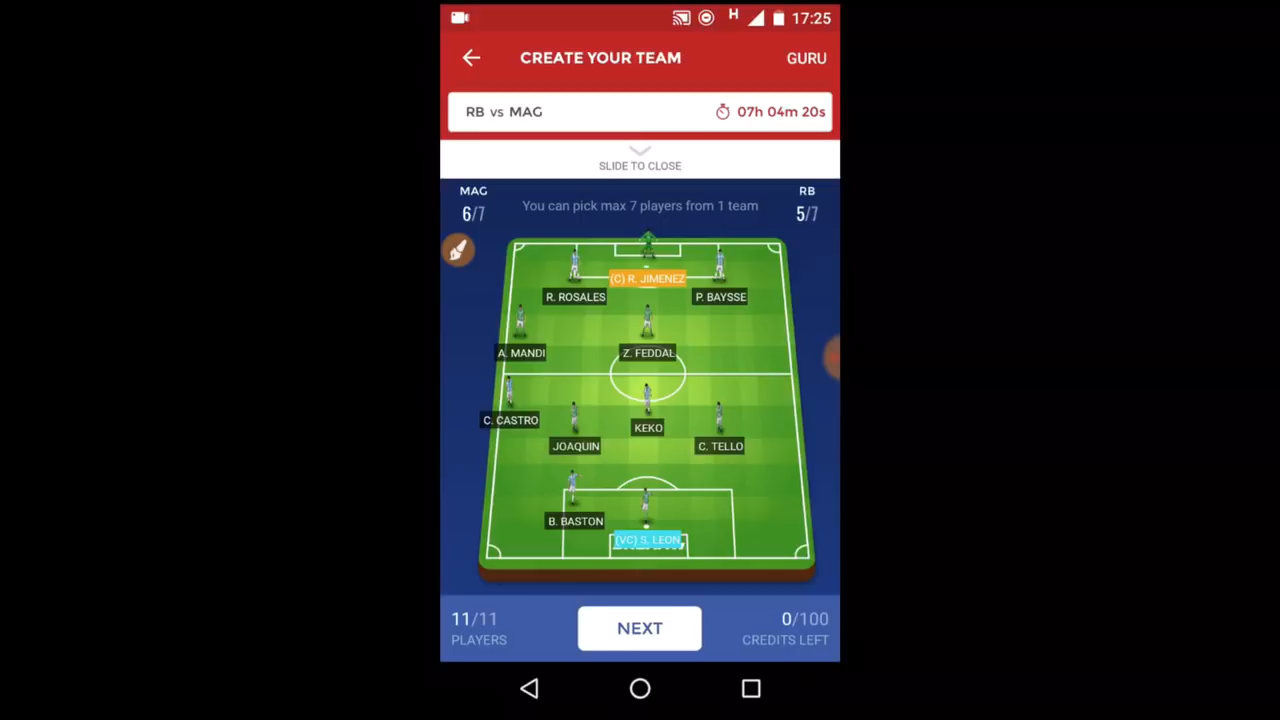 H 17:25
CREATE YOUR TEAM GURU
RB vs MAG 07h 04m 20s
SLIDE TO CLOSE
MAG RB
6/7 You can pick max 7 players from 1 team 5/7
(C) R. JIMENEZ
R. ROSALES P. BAYSSE
A. MANDI Z. FEDDAL
C. CASTRO KEKO
JOAQUIN C. TELLO
B. BASTON
(VC) S. LEON
11/11 NEXT 0/100
PLAYERS CREDITS LEFT